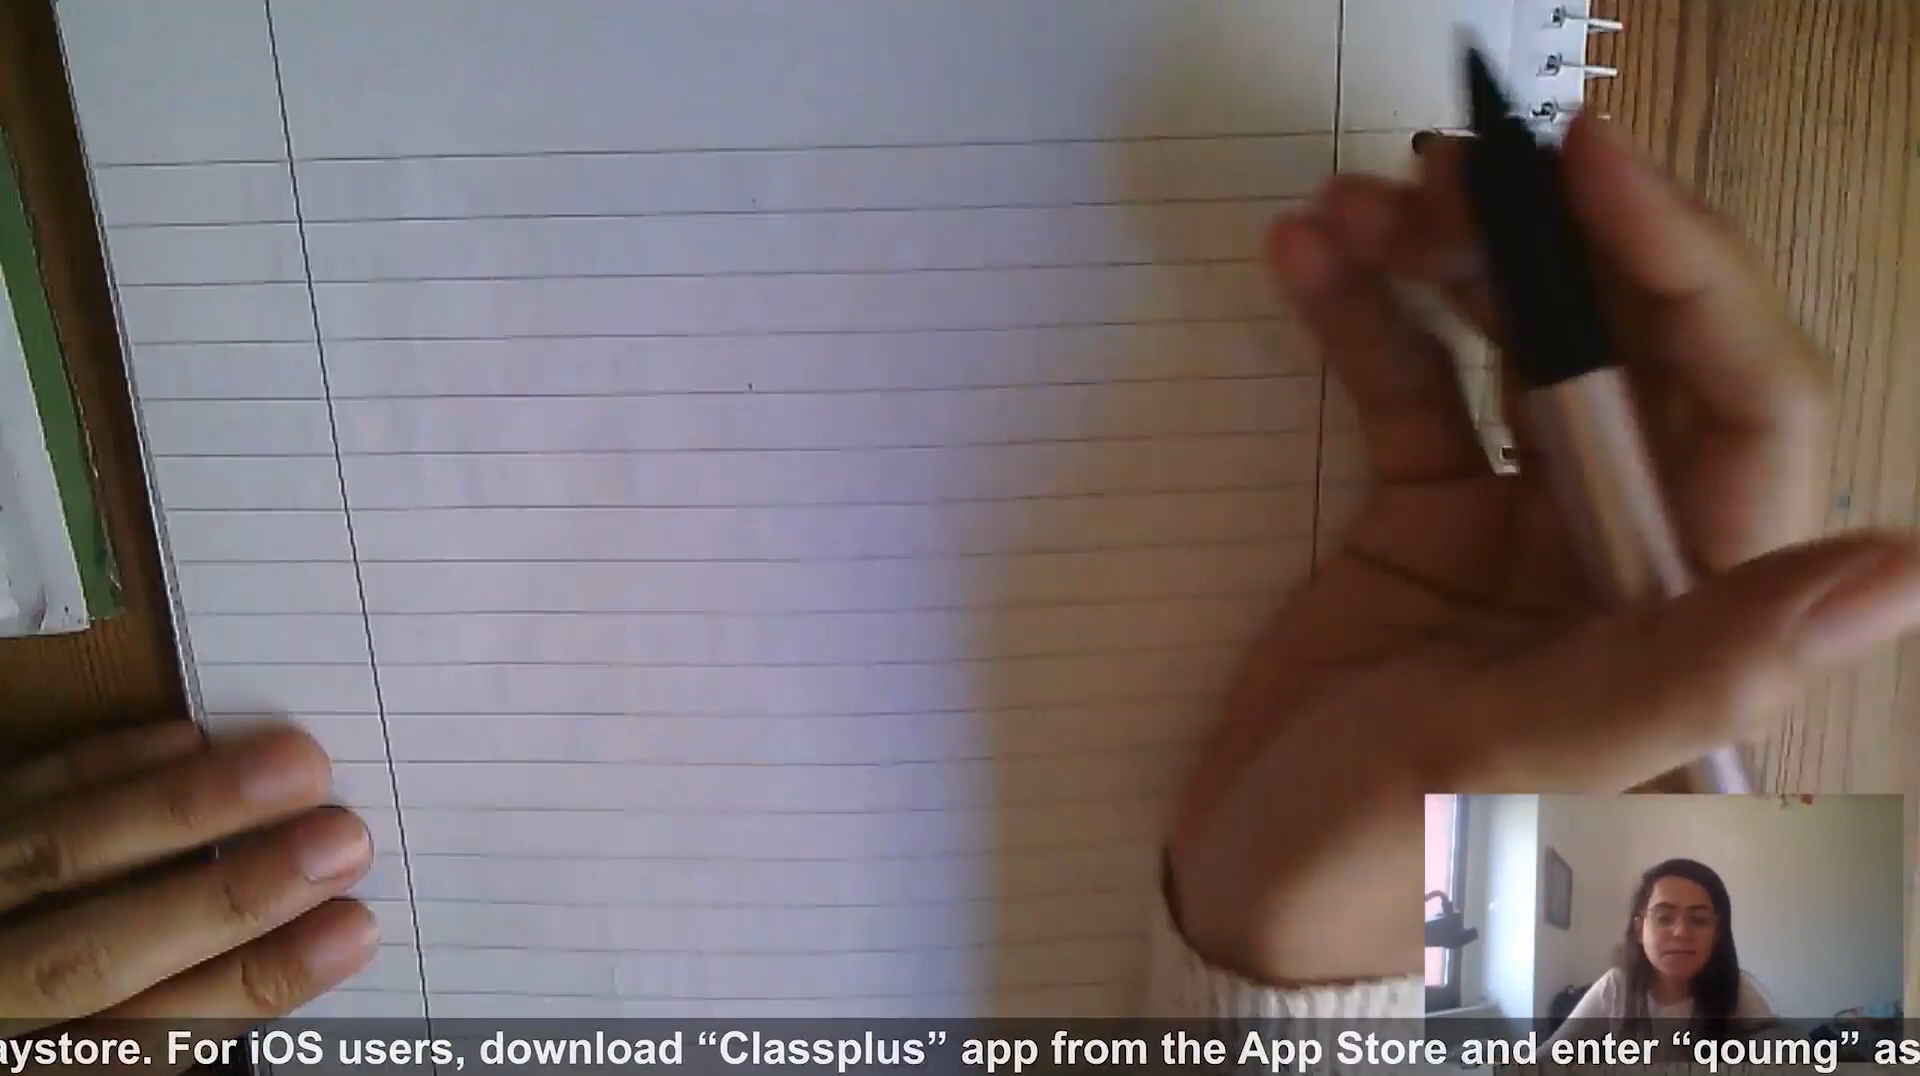 aystore. For iOS users, download “Classplus” app from the App Store and enter “qoumg” as